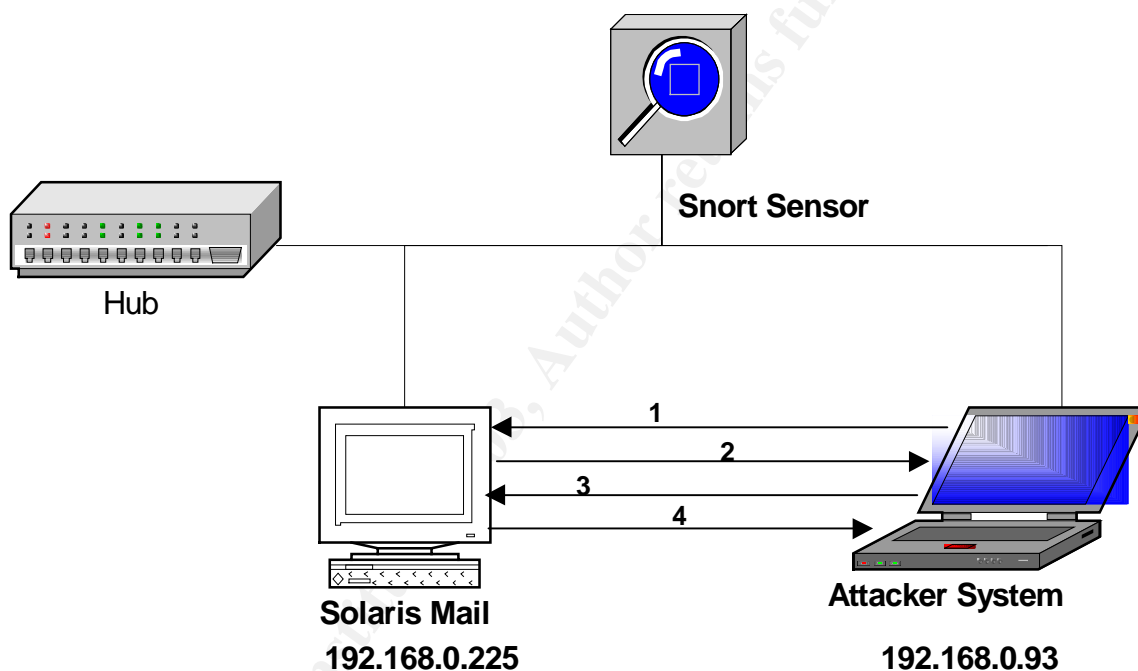 Snort Sensor
Hub
1
2
3
4
Solaris Mail
192.168.0.225
Attacker System
192.168.0.93